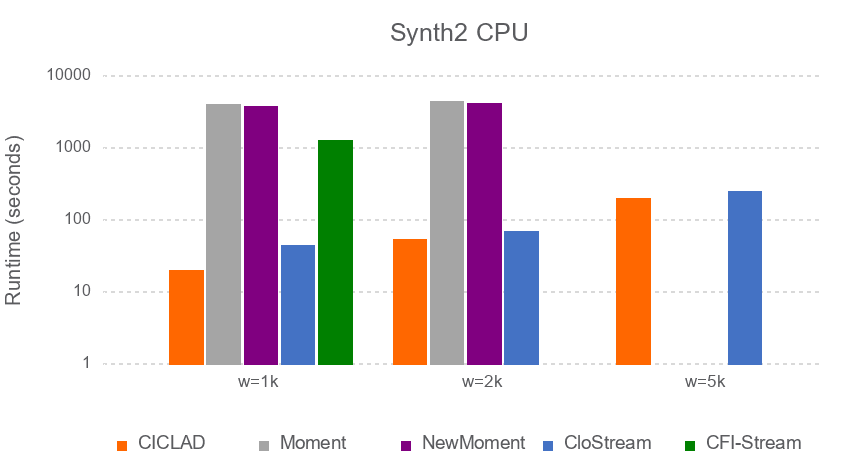 Synth2 CPU
Runtime (seconds)
10000
1000
100
10
1
w=1k w=2k w=5k
CICLAD Moment NewMoment CloStream CFI-Stream